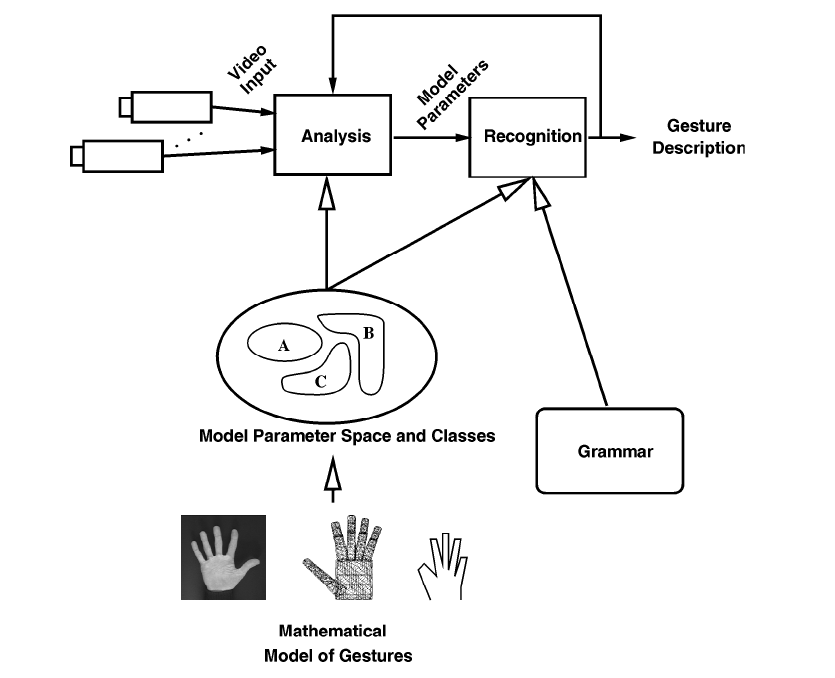 Video
Input
Model
Parameters
Analysis
Recognition
Gesture
Description
A
B
C
Model Parameter Space and Classes
Grammar
Mathematical
Model of Gestures